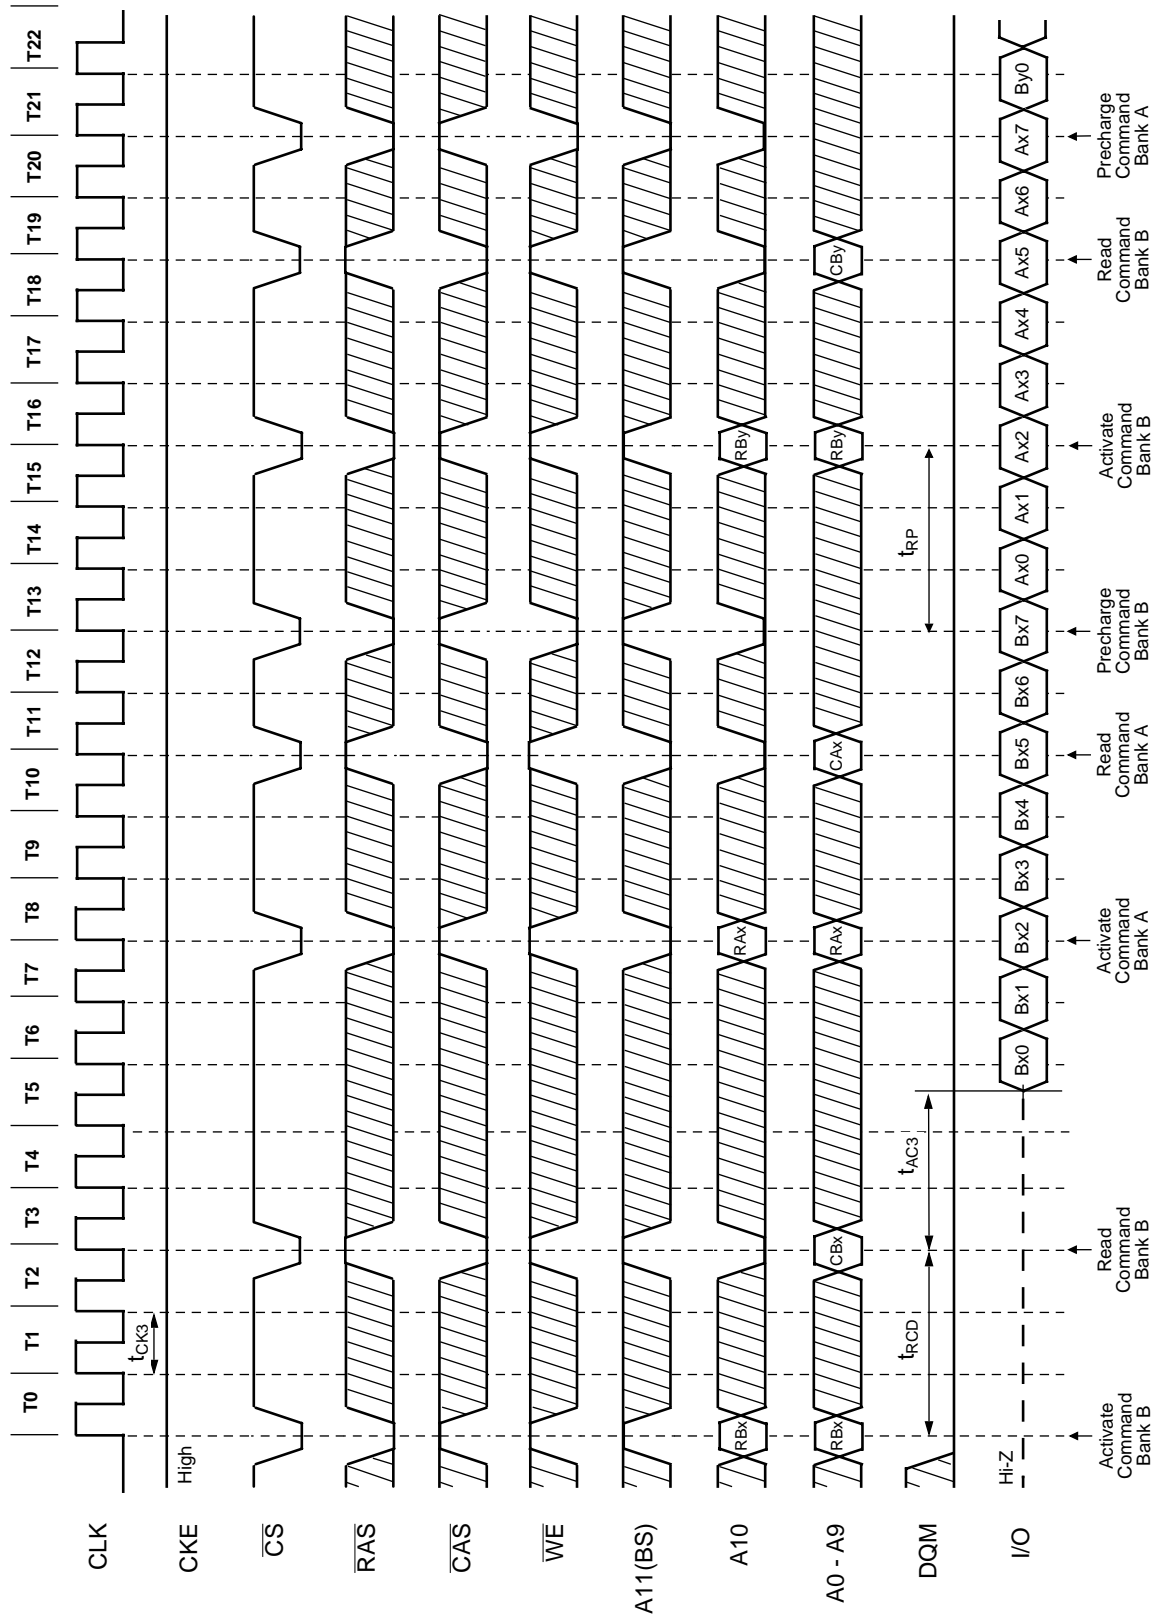 T0 T1 T2 T3 T4 T5 T6 T7 T8 T9 T10 T11 T12 T13 T14 T15 T16 T17 T18 T19 T20 T21 T22
CLK
tCK3
CKE
High
CS
RAS
CAS
WE
A11(BS)
A10
RBx RAx RBy
A0 - A9
RBx CBx RAx CAx RBy CBy
DQM
tRCD tAC3 tRP
I/O
Hi-Z
Bx0 Bx1 Bx2 Bx3 Bx4 Bx5 Bx6 Bx7 Ax0 Ax1 Ax2 Ax3 Ax4 Ax5 Ax6 Ax7 By0
Activate
Command
Bank B
Read
Command
Bank B
Activate
Command
Bank A
Read
Command
Bank A
Precharge
Command
Bank B
Activate
Command
Bank B
Read
Command
Bank B
Precharge
Command
Bank A